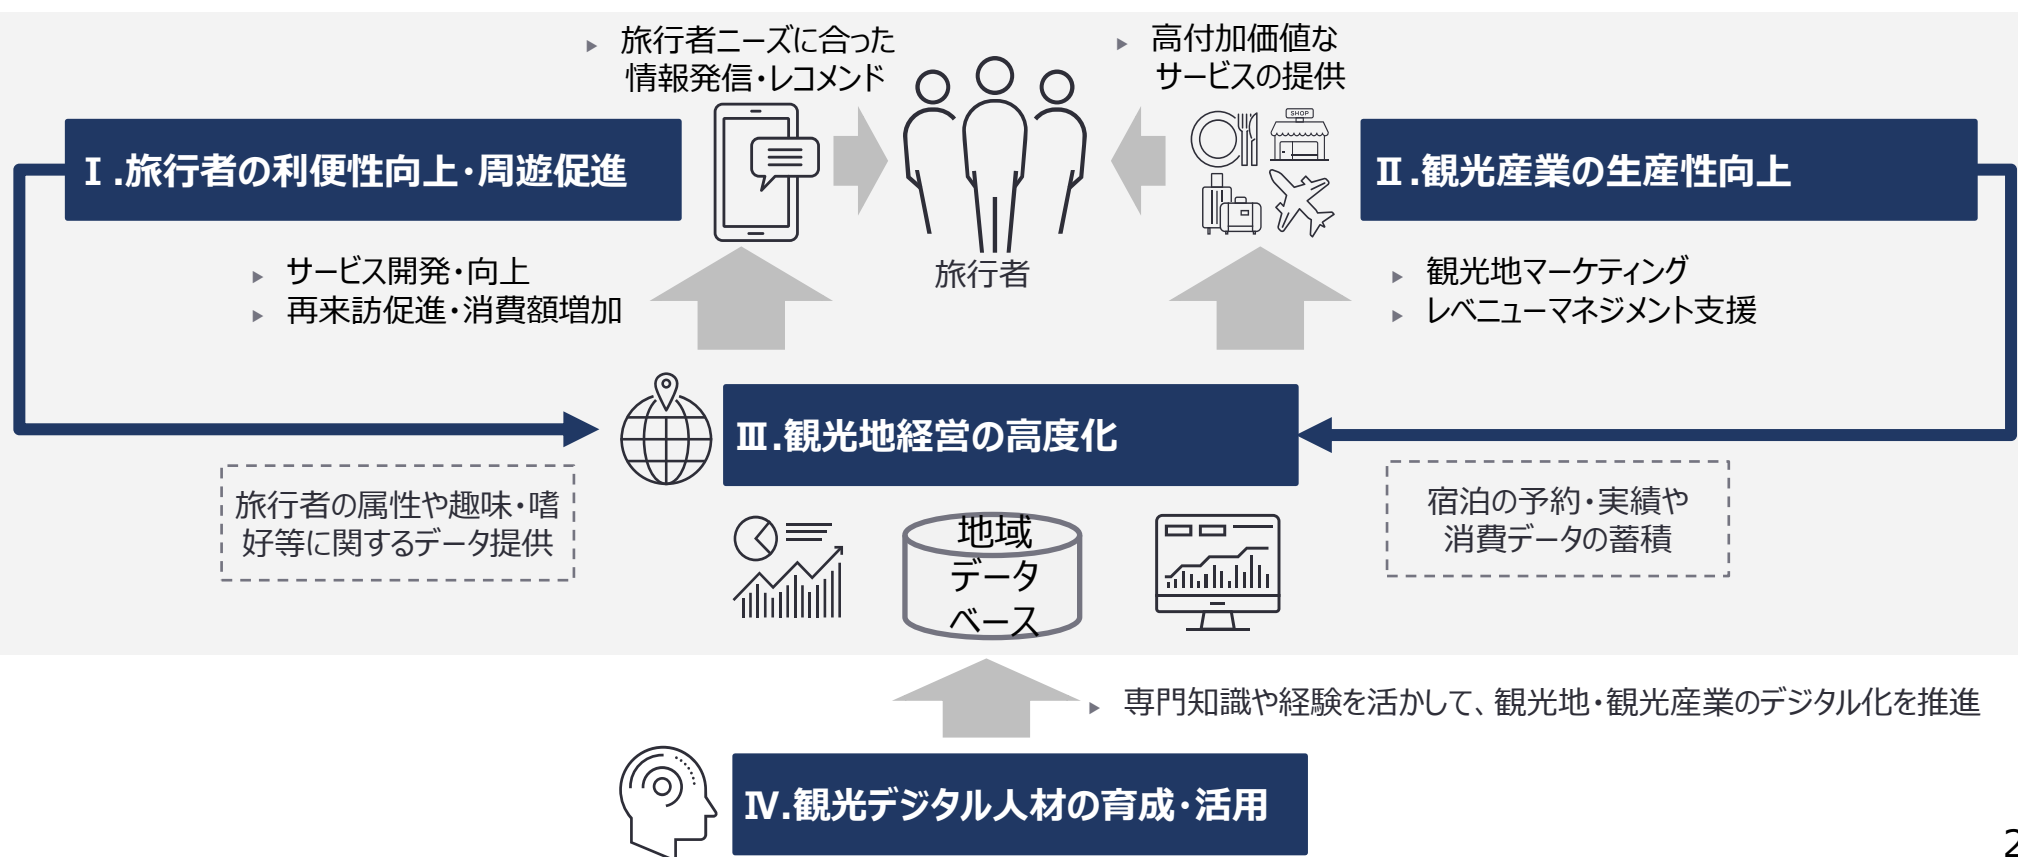 旅行者ニーズに合った
情報発信・レコメンド
高付加価値な
サービスの提供
SHOP
Ⅰ.旅行者の利便性向上・周遊促進
Ⅱ.観光産業の生産性向上
旅行者
サービス開発・向上
再来訪促進・消費額増加
観光地マーケティング
レベニューマネジメント支援
Ⅲ.観光地経営の高度化
旅行者の属性や趣味・嗜
好等に関するデータ提供
宿泊の予約・実績や
消費データの蓄積
地域
データ
ベース
専門知識や経験を活かして、観光地・観光産業のデジタル化を推進
Ⅳ.観光デジタル人材の育成・活用
2